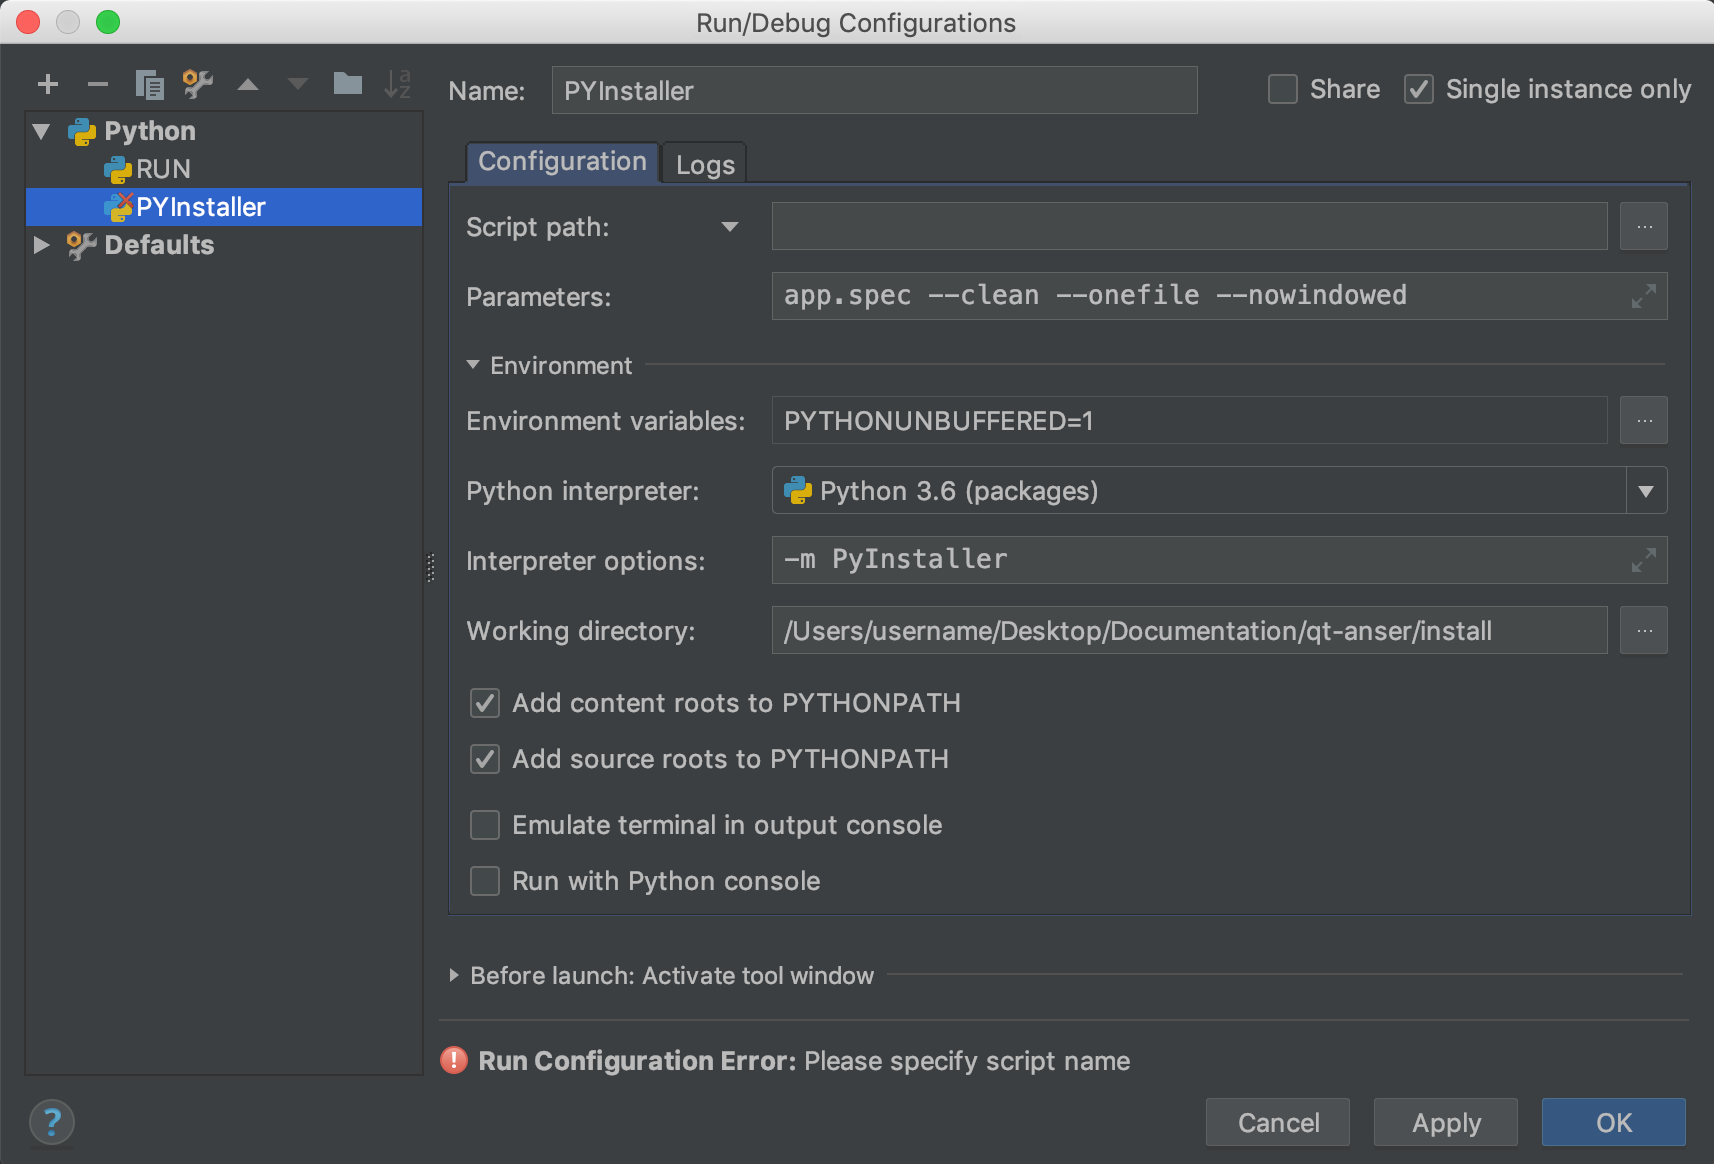 Run/Debug Configurations
Name: PYInstaller
Share
Single instance only
Python
RUN
PYInstaller
Defaults
Configuration
Logs
Script path:
...
Parameters: app.spec --clean --onefile --nowindowed
Environment
Environment variables: PYTHONUNBUFFERED=1 ...
Python interpreter: Python 3.6 (packages)
Interpreter options: -m PyInstaller
Working directory: /Users/username/Desktop/Documentation/qt-anser/install ...
Add content roots to PYTHONPATH
Add source roots to PYTHONPATH
Emulate terminal in output console
Run with Python console
Before launch: Activate tool window
! Run Configuration Error: Please specify script name
?
Cancel
Apply
OK